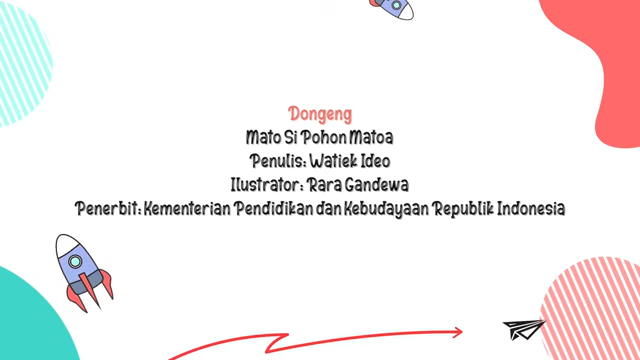 Dongeng
Mato Si Pohon Matoa
Penulis: Watiek Ideo
Ilustrator: Rara Gandewa
Penerbit: Kementerian Pendidikan dan Kebudayaan Republik Indonesia